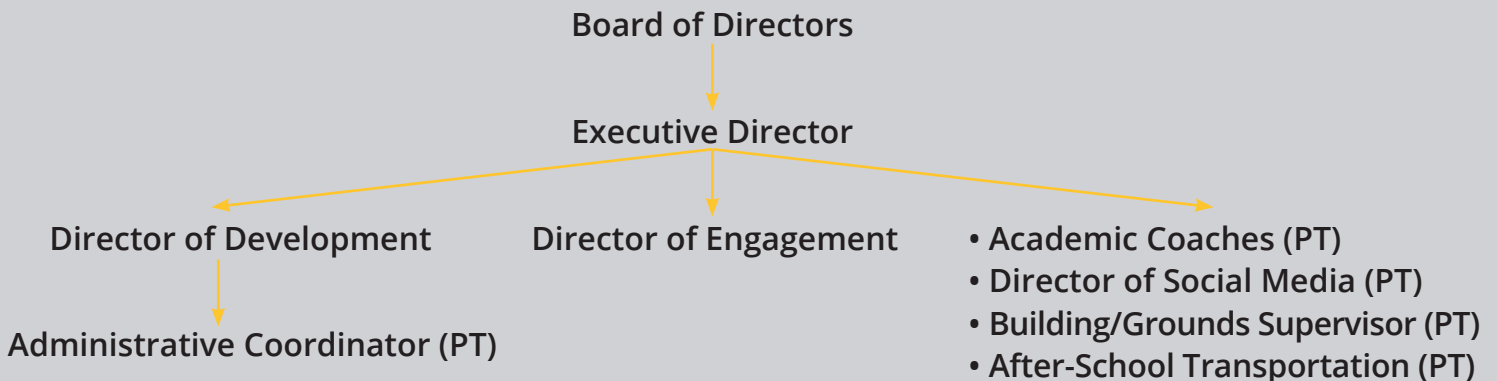 Board of Directors
Executive Director
Director of Development
Administrative Coordinator (PT)
Director of Engagement
• Academic Coaches (PT)
• Director of Social Media (PT)
• Building/Grounds Supervisor (PT)
• After-School Transportation (PT)